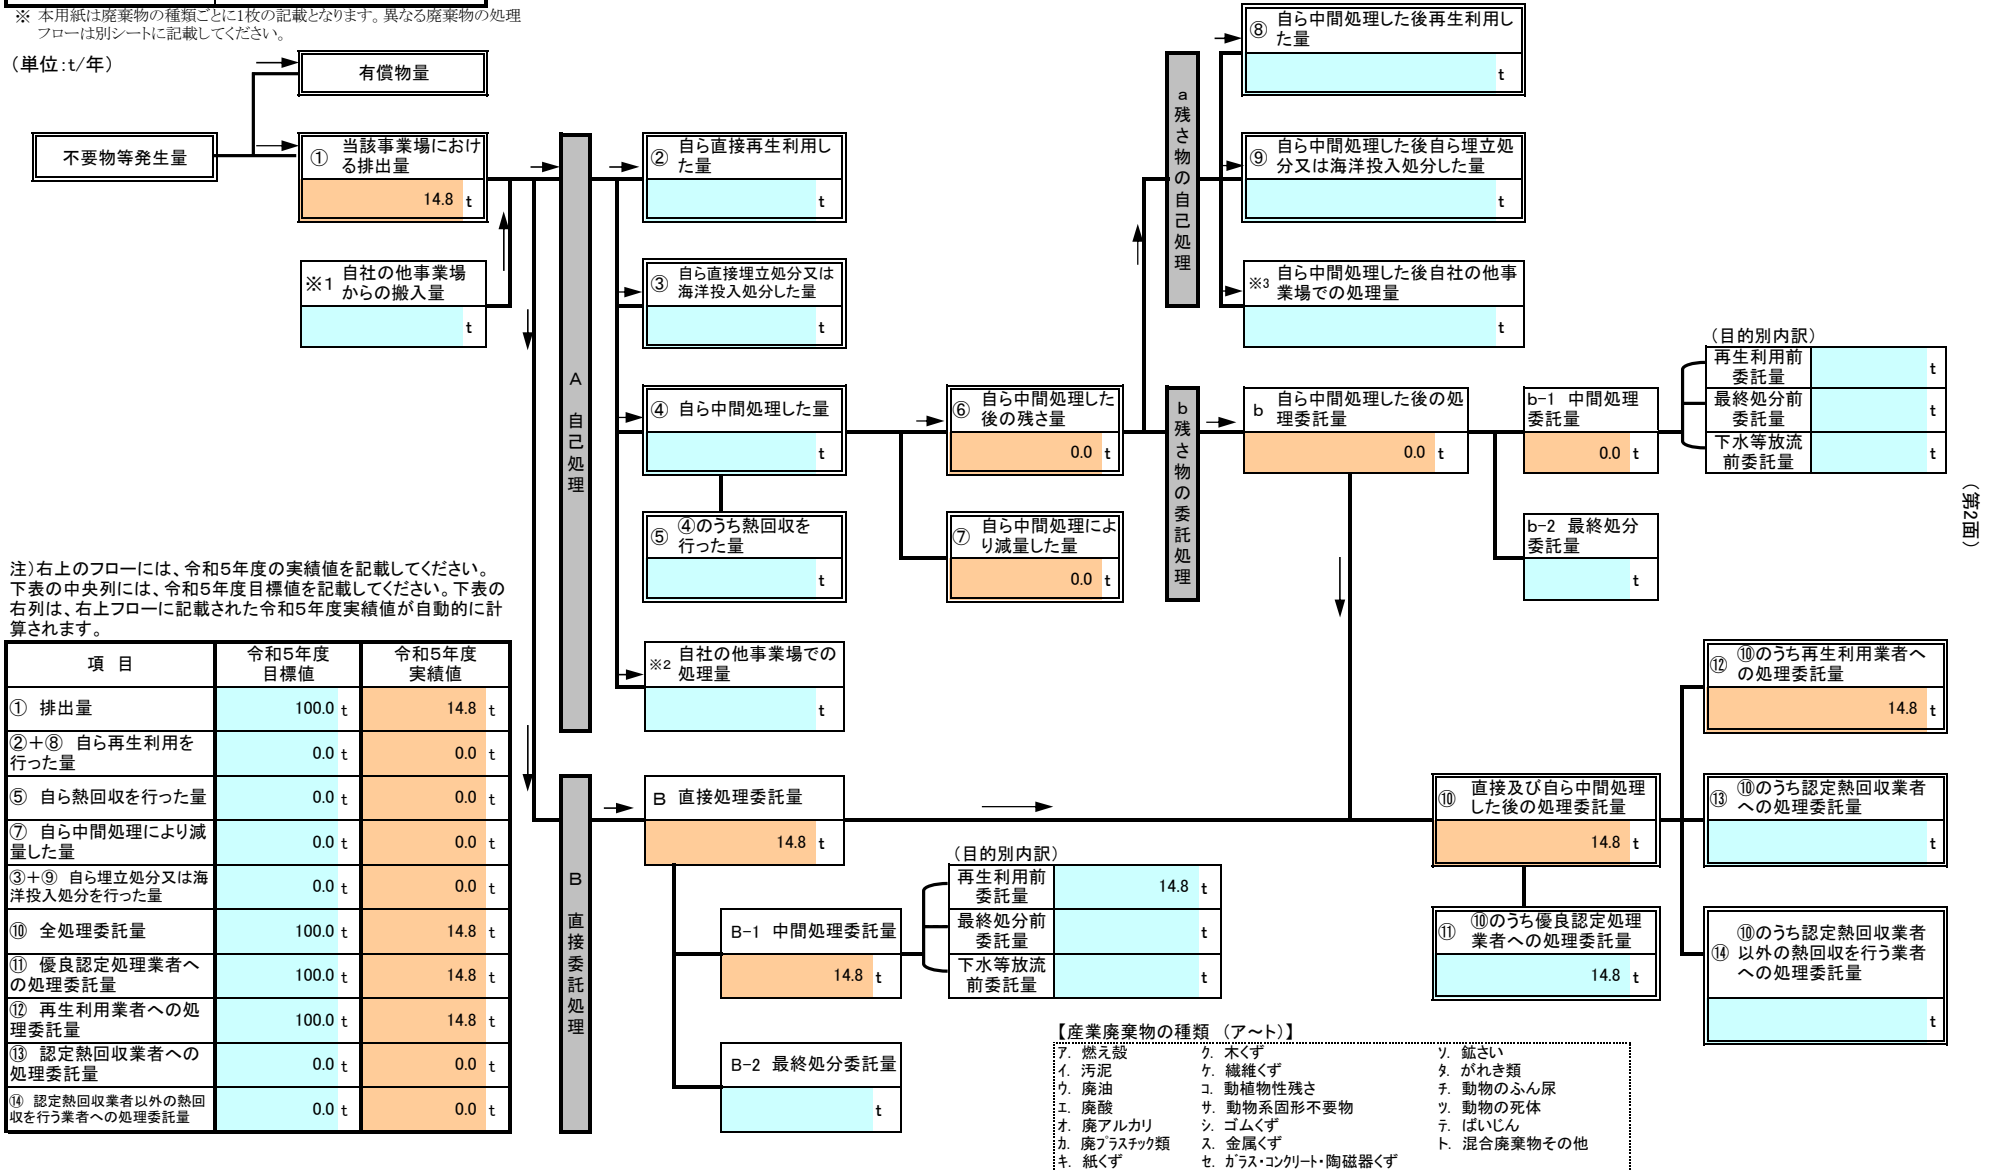 ※ 本用紙は廃棄物の種類ごとに1枚の記載となります。異なる廃棄物の処理
フローは別シートに記載してください。
（単位：t/年）
有償物量
不要物等発生量
① 当該事業場におけ
る排出量
14.8 t
※1 自社の他事業場
からの搬入量
t
A 自己処理
② 自ら直接再生利用し
た量
t
③ 自ら直接埋立処分又は
海洋投入処分した量
t
④ 自ら中間処理した量
t
⑤ ④のうち熱回収を
行った量
t
※2 自社の他事業場での
処理量
t
⑥ 自ら中間処理した
後の残さ量
0.0 t
⑦ 自ら中間処理によ
り減量した量
0.0 t
a 残さ物の自己処理
⑧ 自ら中間処理した後再生利用し
た量
t
⑨ 自ら中間処理した後自ら埋立処
分又は海洋投入処分した量
t
※3 自ら中間処理した後自社の他事
業場での処理量
t
b 残さ物の委託処理
b 自ら中間処理した後の処
理委託量
0.0 t
b-1 中間処理
委託量
0.0 t
（目的別内訳）
再生利用前
委託量
t
最終処分前
委託量
t
下水等放流
前委託量
t
b-2 最終処分
委託量
t
（第2面）
注）右上のフローには、令和5年度の実績値を記載してください。
下表の中央列には、令和5年度目標値を記載してください。下表の
右列は、右上フローに記載された令和5年度実績値が自動的に計
算されます。
項 目 令和5年度
目標値 令和5年度
実績値
① 排出量 100.0 t 14.8 t
②＋⑧ 自ら再生利用を
行った量 0.0 t 0.0 t
⑤ 自ら熱回収を行った量 0.0 t 0.0 t
⑦ 自ら中間処理により減
量した量 0.0 t 0.0 t
③＋⑨ 自ら埋立処分又は海
洋投入処分を行った量 0.0 t 0.0 t
⑩ 全処理委託量 100.0 t 14.8 t
⑪ 優良認定処理業者へ
の処理委託量 100.0 t 14.8 t
⑫ 再生利用業者への処
理委託量 100.0 t 14.8 t
⑬ 認定熱回収業者への
処理委託量 0.0 t 0.0 t
⑭ 認定熱回収業者以外の熱回
収を行う業者への処理委託量 0.0 t 0.0 t
B 直接委託処理
B 直接処理委託量
14.8 t
B-1 中間処理委託量
14.8 t
（目的別内訳）
再生利用前
委託量
14.8 t
最終処分前
委託量
t
下水等放流
前委託量
t
B-2 最終処分委託量
t
⑩ 直接及び自ら中間処理
した後の処理委託量
14.8 t
⑪ ⑩のうち優良認定処理
業者への処理委託量
14.8 t
⑫ ⑩のうち再生利用業者へ
の処理委託量
14.8 t
⑬ ⑩のうち認定熱回収業者
への処理委託量
t
⑭ ⑩のうち認定熱回収業者
以外の熱回収を行う業者
への処理委託量
t
【産業廃棄物の種類 （ア～ト）】
ア. 燃え殻 ク. 木くず ソ. 鉱さい
イ. 汚泥 ケ. 繊維くず タ. がれき類
ウ. 廃油 コ. 動植物性残さ チ. 動物のふん尿
エ. 廃酸 サ. 動物系固形不要物 ツ. 動物の死体
オ. 廃アルカリ シ. ゴムくず テ. ばいじん
カ. 廃プラスチック類 ス. 金属くず ト. 混合廃棄物その他
キ. 紙くず セ. ガラス・コンクリート・陶磁器くず